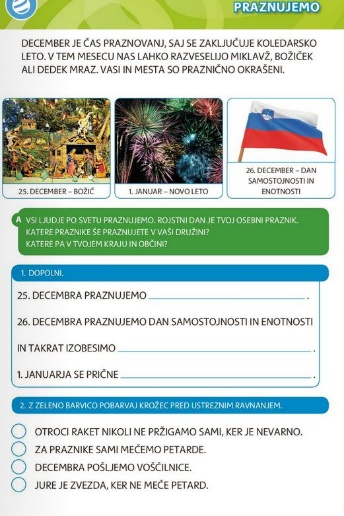 PRAZNUJEMO
DECEMBER JE ČAS PRAZNOVANJ, SAJ SE ZAKLJUČUJE KOLEDARSKO
LETO. V TEM MESECU NAS LAHKO RAZVESELIJO MIKLAVŽ, BOŽIČEK
ALI DEDEK MRAZ. VASI IN MESTA SO PRAZNIČNO OKRAŠENI.
25. DECEMBER – BOŽIČ
1. JANUAR – NOVO LETO
26. DECEMBER – DAN
SAMOSTOJNOSTI IN
ENOTNOSTI
A VSI LJUDJE PO SVETU PRAZNUJEMO. ROJSTNI DAN JE TVOJ OSEBNI PRAZNIK.
KATERE PRAZNIKE ŠE PRAZNUJETE V VAŠI DRUŽINI?
KATERE PA V TVOJEM KRAJU IN OBČINI?
1. DOPOLNI.
25. DECEMBRA PRAZNUJEMO ____________________ .
26. DECEMBRA PRAZNUJEMO DAN SAMOSTOJNOSTI IN ENOTNOSTI
IN TAKRAT IZOBESIMO ____________________ .
1. JANUARJA SE PRIČNE ____________________ .
2. Z ZELENO BARVICO POBARVAJ KROŽEC PRED USTREZNIM RAVNANJEM.
OTROCI RAKET NIKOLI NE PRŽIGAMO SAMI, KER JE NEVARNO.
ZA PRAZNIKE SAMI MEČEMO PETARDE.
DECEMBRA POŠLJEMO VOŠČILNICE.
JURE JE ZVEZDA, KER NE MEČE PETARD.